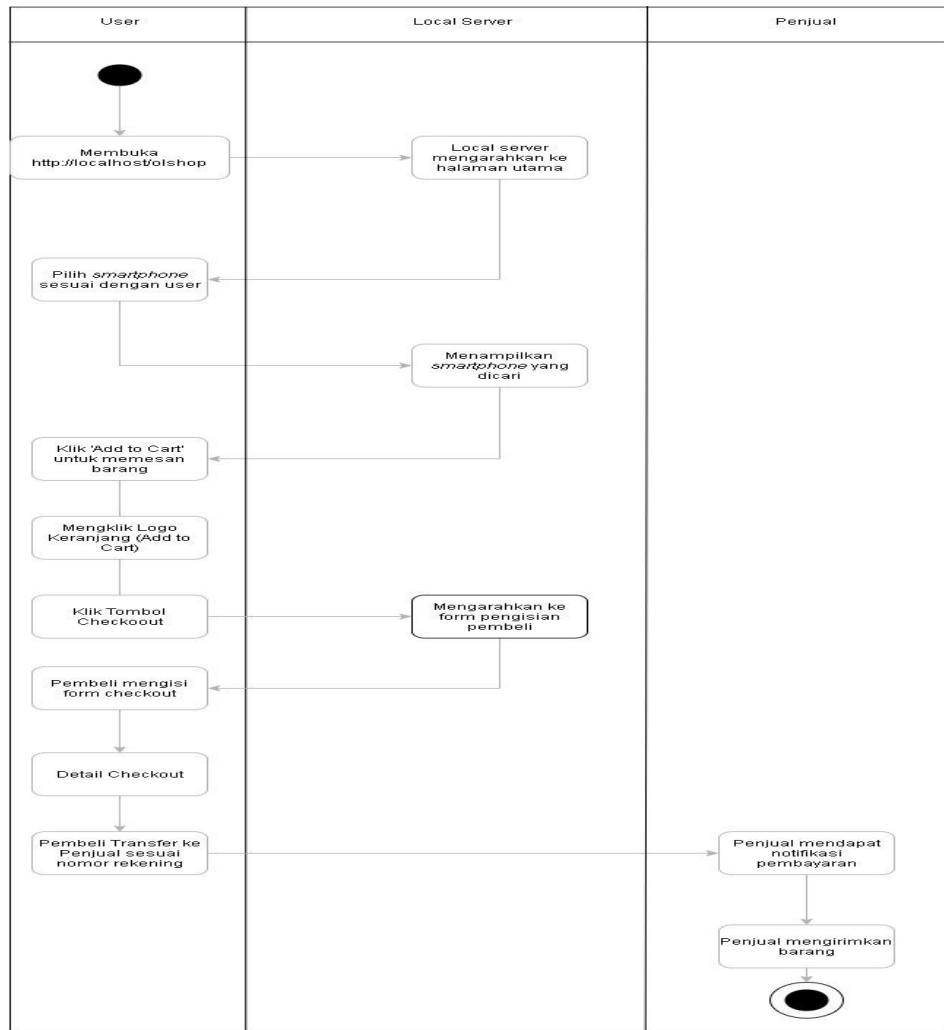 User
Local Server
Penjual
Membuka
http://localhost/olshop
Local server
mengarahkan ke
halaman utama
Pilih smartphone
sesuai dengan user
Menampilkan
smartphone yang
dicari
Klik 'Add to Cart'
untuk memesan
barang
Mengklik Logo
Keranjang (Add to
Cart)
Klik Tombol
Checkoout
Mengarahkan ke
form pengisian
pembeli
Pembeli mengisi
form checkout
Detail Checkout
Pembeli Transfer ke
Penjual sesuai
nomor rekening
Penjual mendapat
notifikasi
pembayaran
Penjual mengirimkan
barang